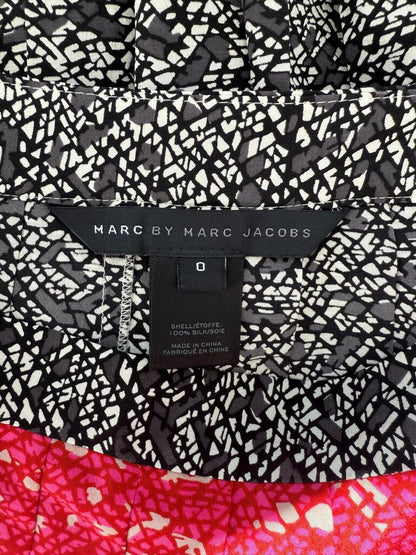 MARC BY MARC JACOBS
0
SHELL/ÉTOFFE:
100% SILK/SOIE
MADE IN CHINA
FABRIQUÉ EN CHINE